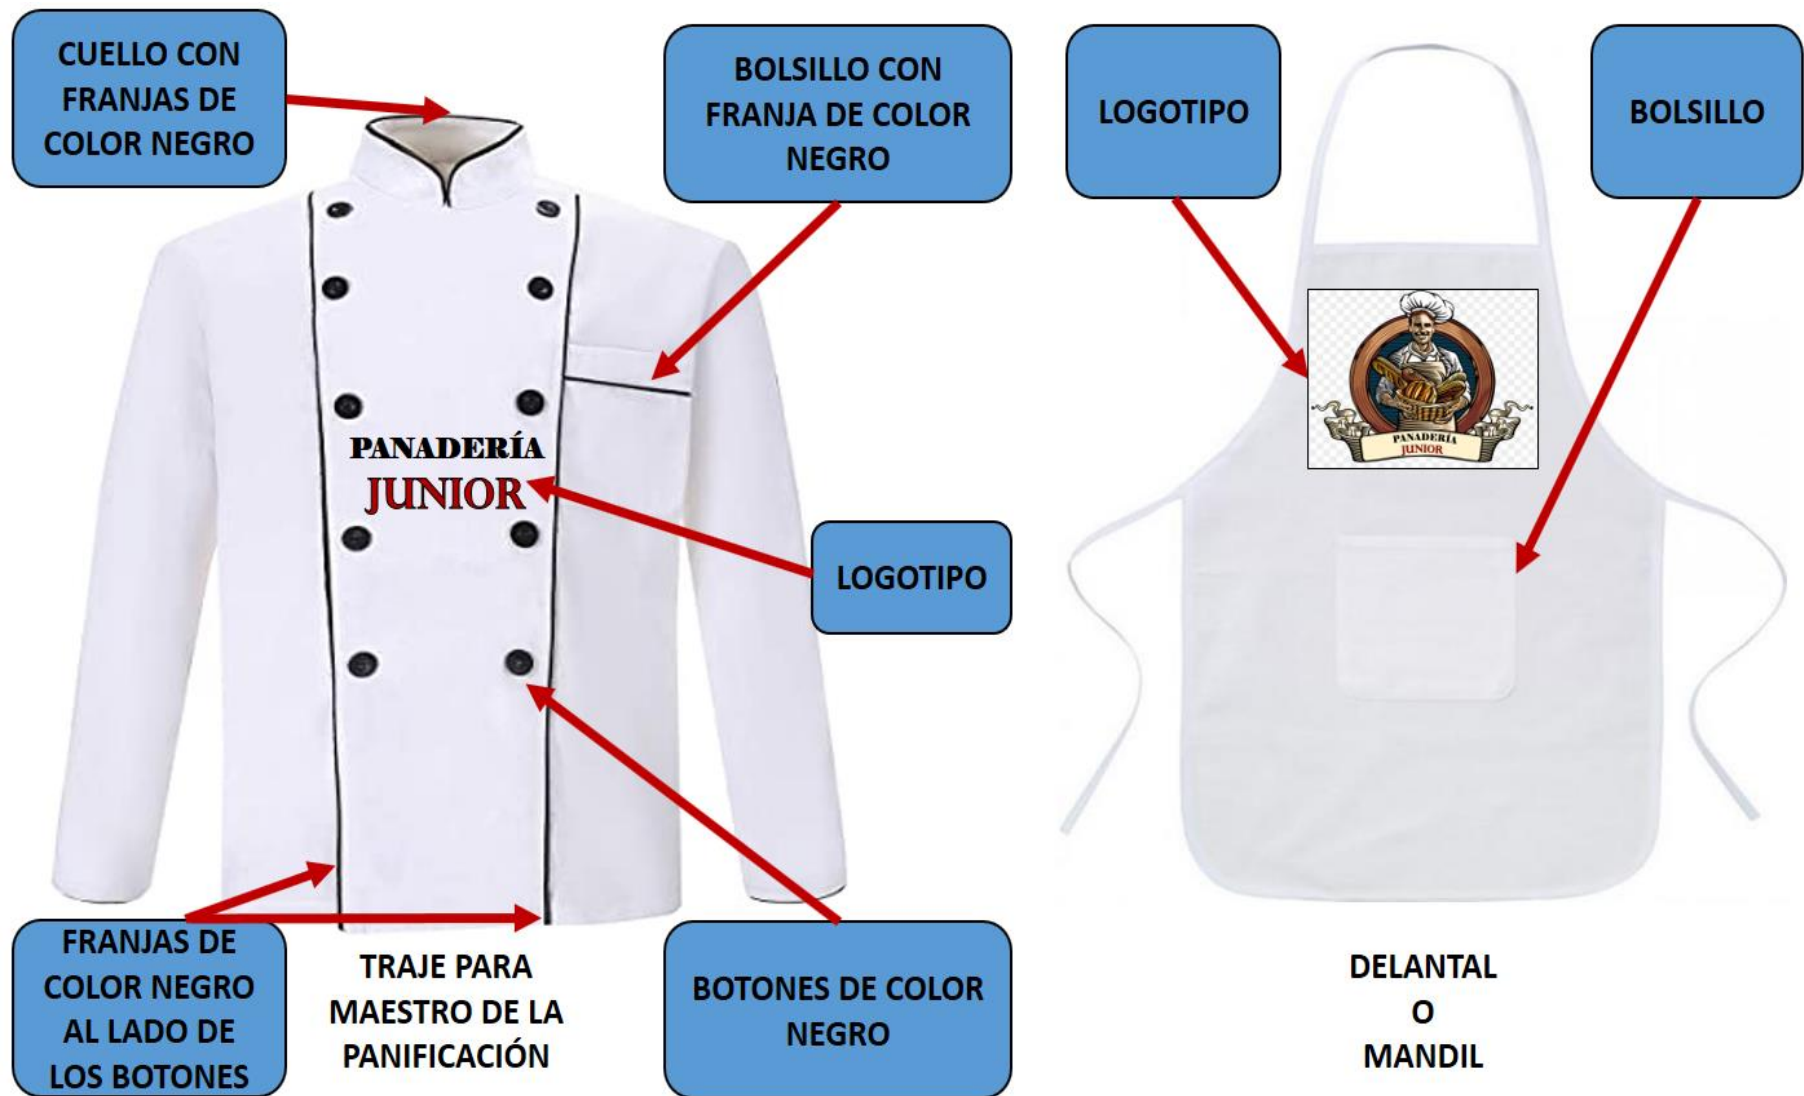 CUELLO CON
FRANJAS DE
COLOR NEGRO
BOLSILLO CON
FRANJA DE COLOR
NEGRO
LOGOTIPO
BOLSILLO
PANADERÍA
JUNIOR
LOGOTIPO
PANADERÍA
JUNIOR
FRANJAS DE
COLOR NEGRO
AL LADO DE
LOS BOTONES
TRAJE PARA
MAESTRO DE LA
PANIFICACIÓN
BOTONES DE COLOR
NEGRO
DELANTAL
O
MANDIL